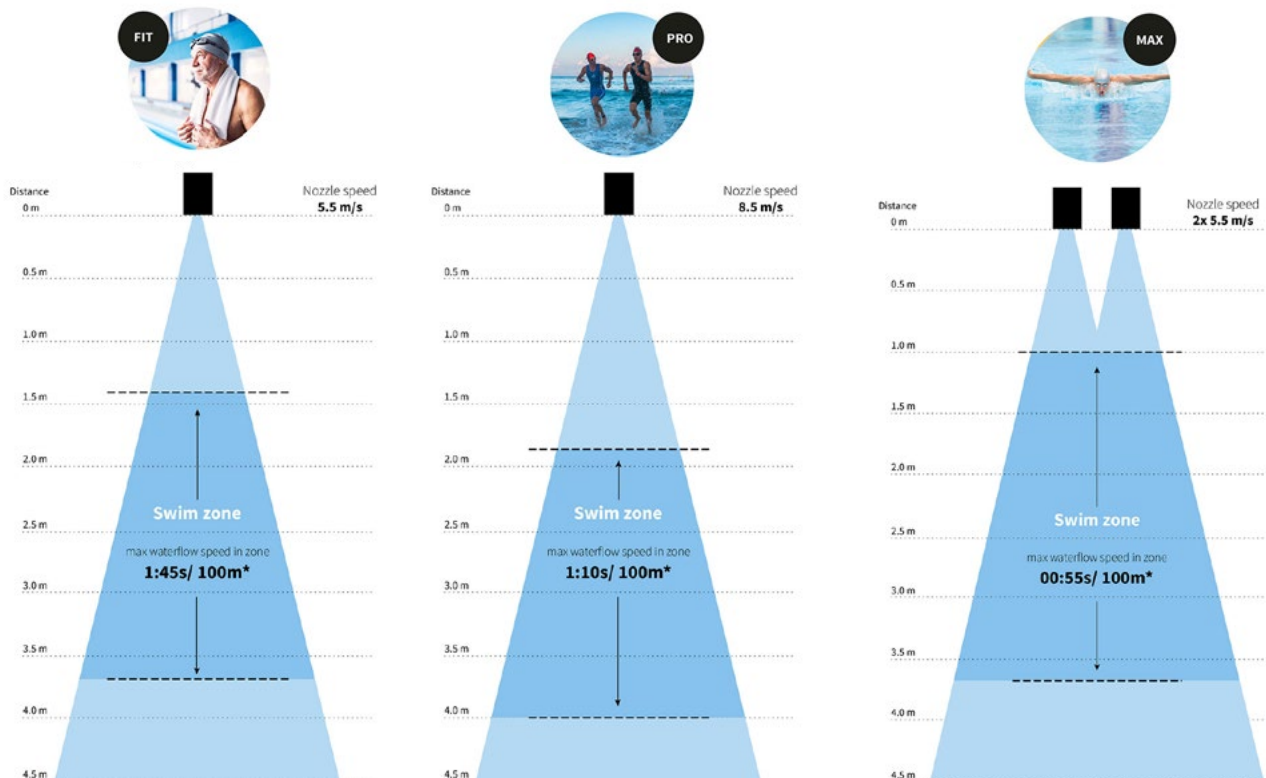 FIT
Distance
0 m
Nozzle speed
5.5 m/s
0.5 m
1.0 m
1.5 m
2.0 m
2.5 m
3.0 m
3.5 m
4.0 m
4.5 m
Swim zone
max waterflow speed in zone
1:45s/ 100m*
PRO
Distance
0 m
Nozzle speed
8.5 m/s
0.5 m
1.0 m
1.5 m
2.0 m
2.5 m
3.0 m
3.5 m
4.0 m
4.5 m
Swim zone
max waterflow speed in zone
1:10s/ 100m*
MAX
Distance
0 m
Nozzle speed
2x 5.5 m/s
0.5 m
1.0 m
1.5 m
2.0 m
2.5 m
3.0 m
3.5 m
4.0 m
4.5 m
Swim zone
max waterflow speed in zone
00:55s/ 100m*